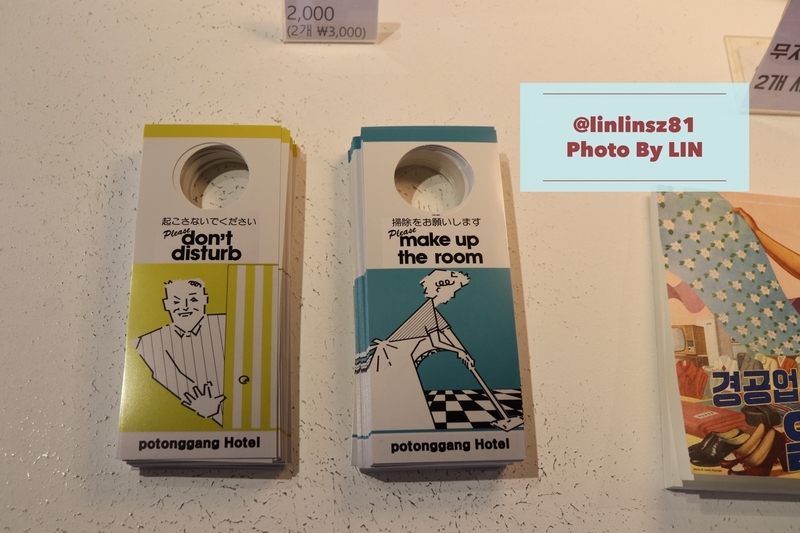 2,000
(2개 ₩3,000)
@linlinsz81
Photo By LIN
起こさないでください
Please
don't
disturb
potonggang Hotel
掃除をお願いします
Please
make up
the room
potonggang Hotel
2개
경공업